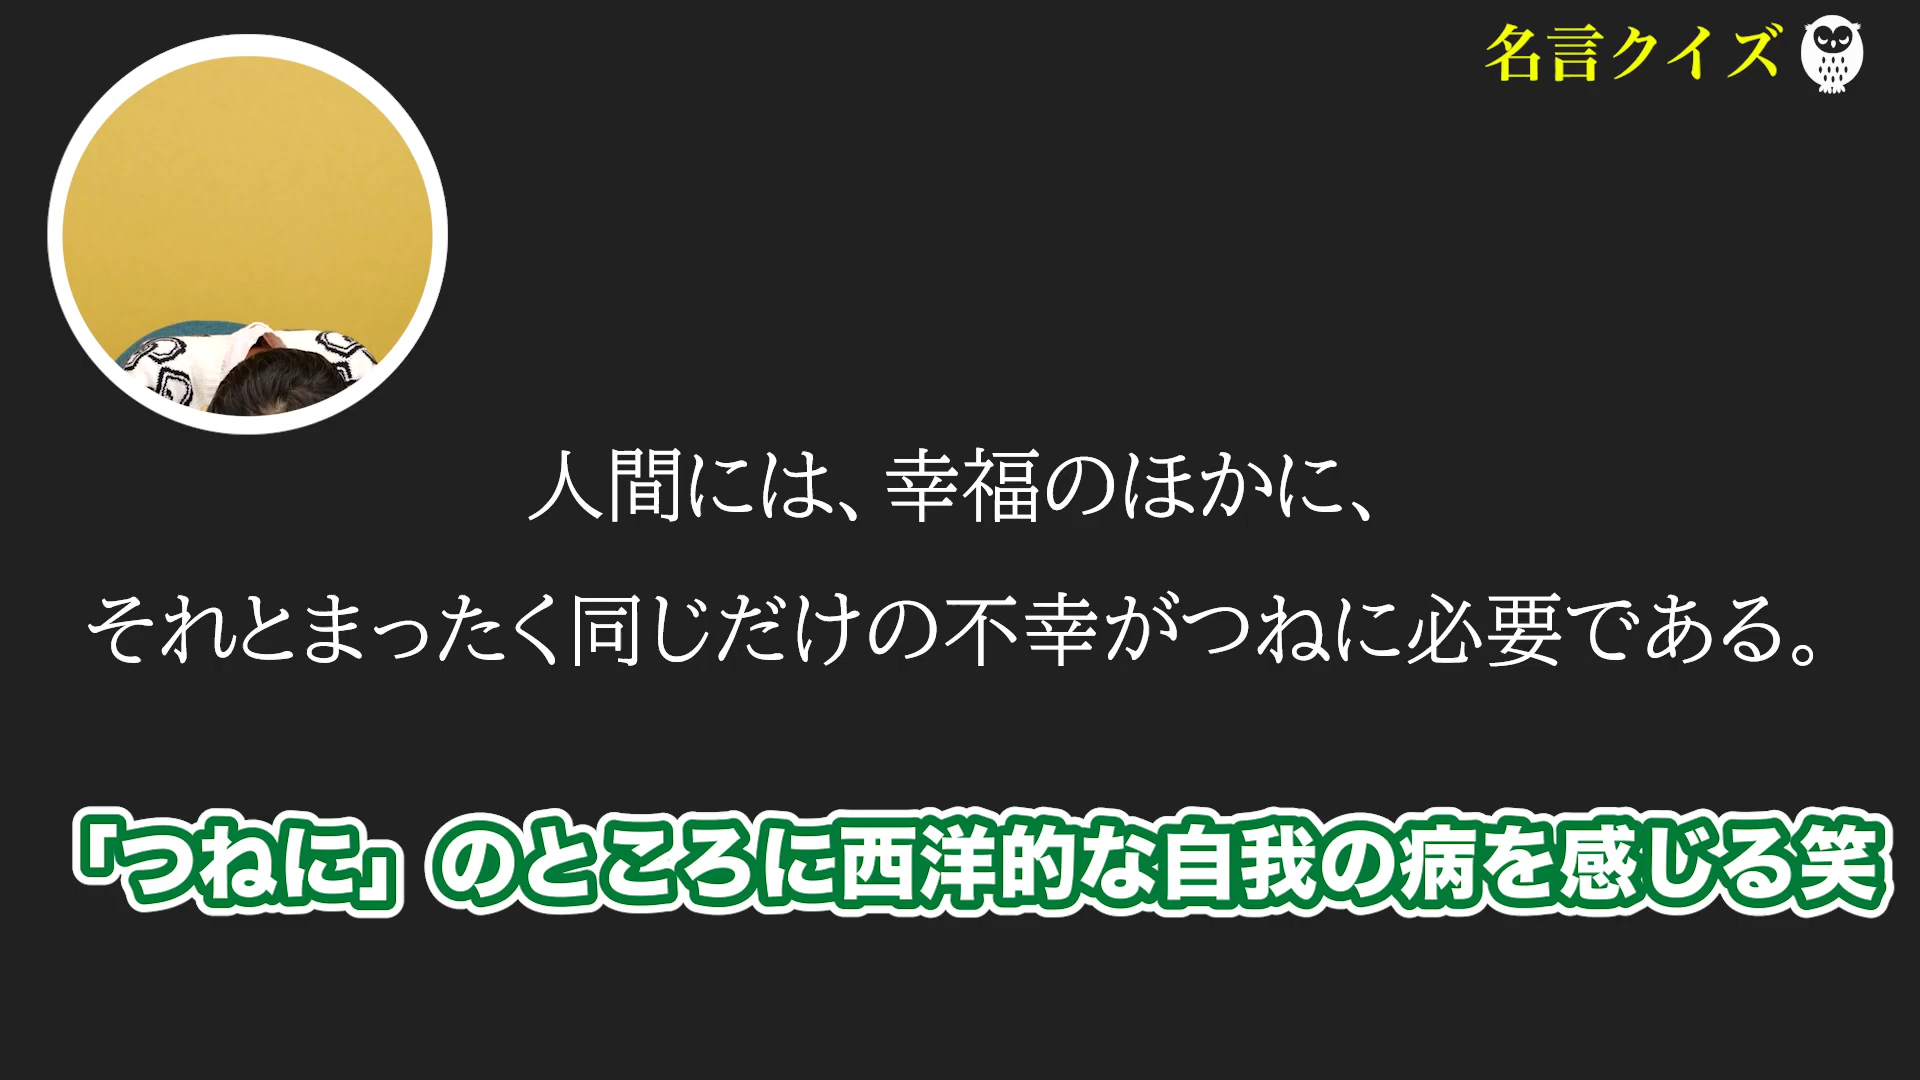 名言クイズ
人間には、幸福のほかに、
それとまったく同じだけの不幸がつねに必要である。
「つねに」のところに西洋的な自我の病を感じる笑